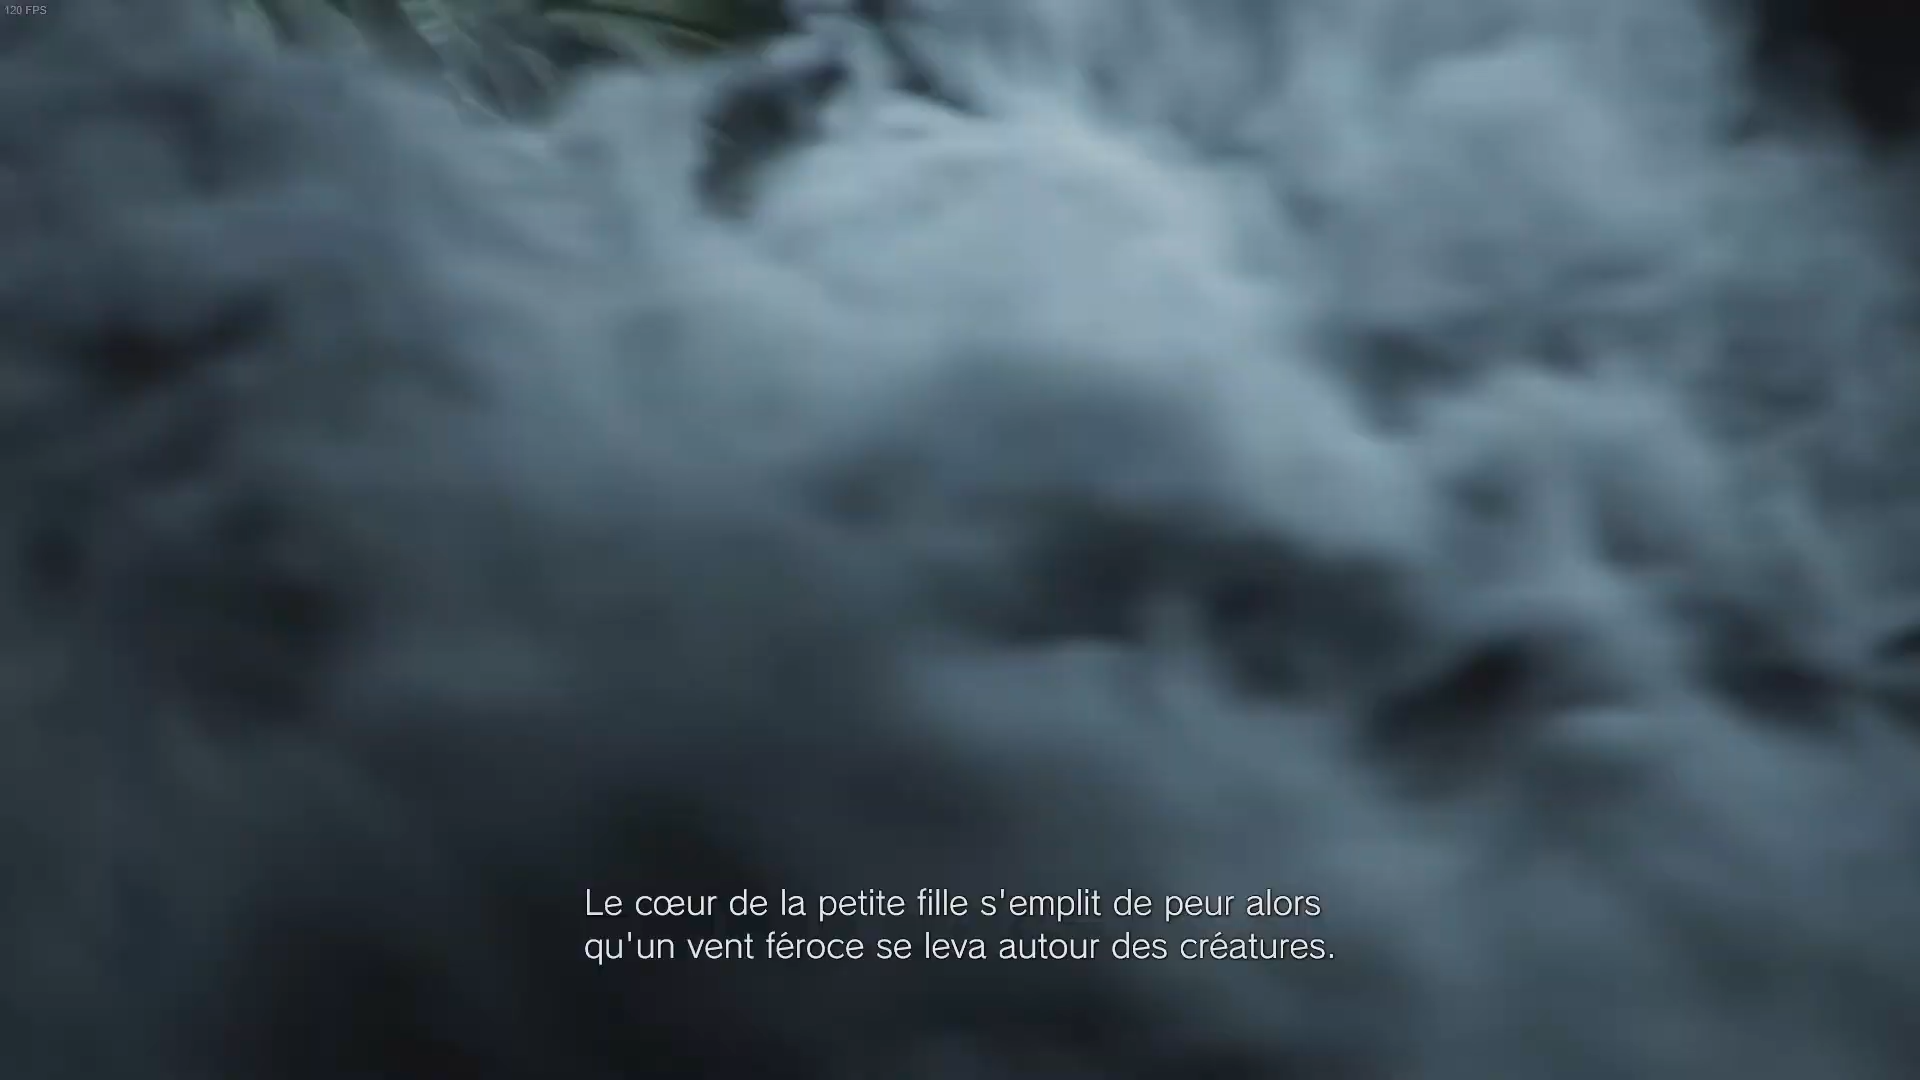 120 FPS
Le cœur de la petite fille s'emplit de peur alors
qu'un vent féroce se leva autour des créatures.